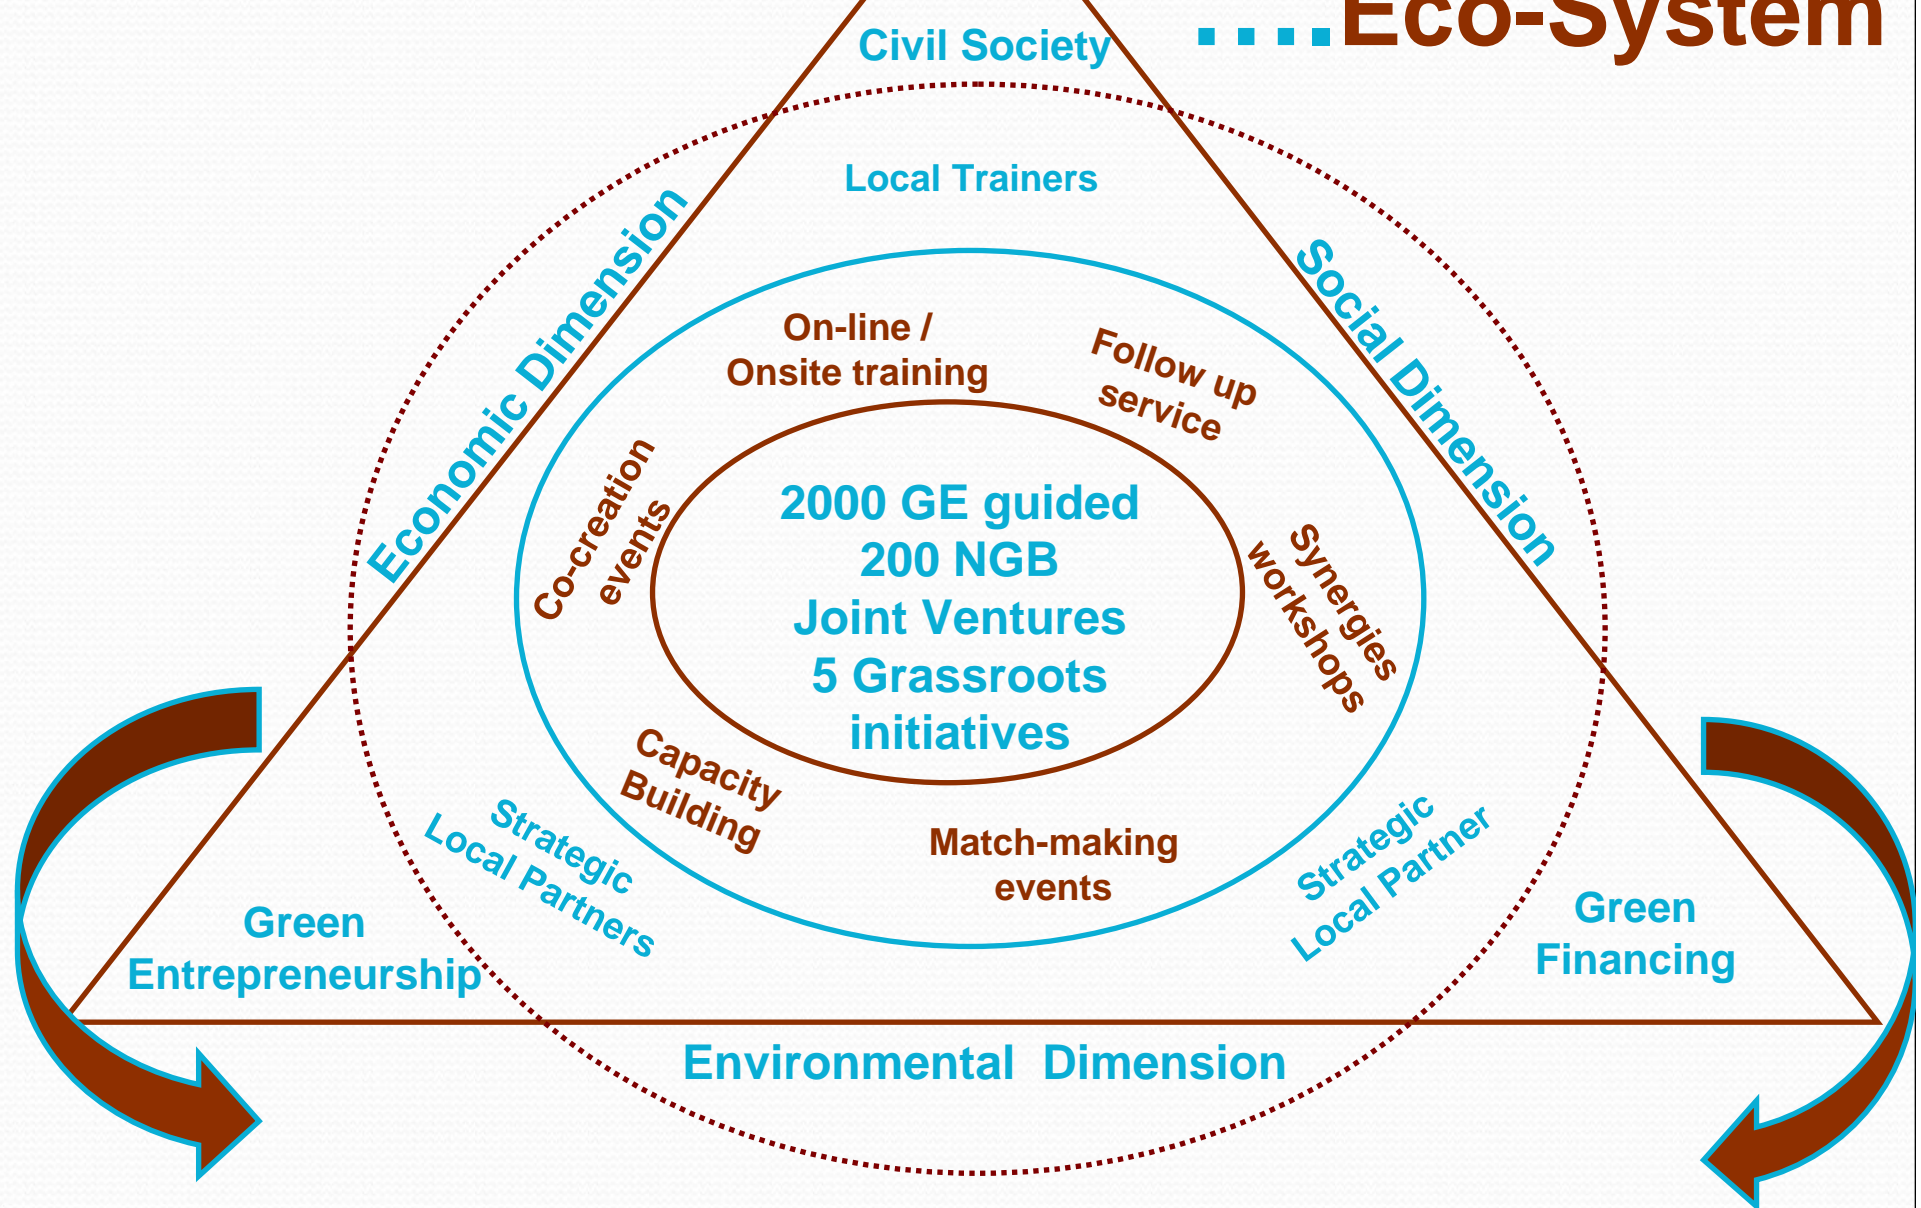 ....Eco-System
Civil Society
Local Trainers
Economic Dimension
Social Dimension
On-line /
Onsite training
Follow up
service
Co-creation
events
2000 GE guided
200 NGB
Joint Ventures
5 Grassroots
initiatives
Synergies
workshops
Capacity
Building
Match-making
events
Strategic
Local Partners
Strategic
Local Partner
Green
Entrepreneurship
Green
Financing
Environmental  Dimension